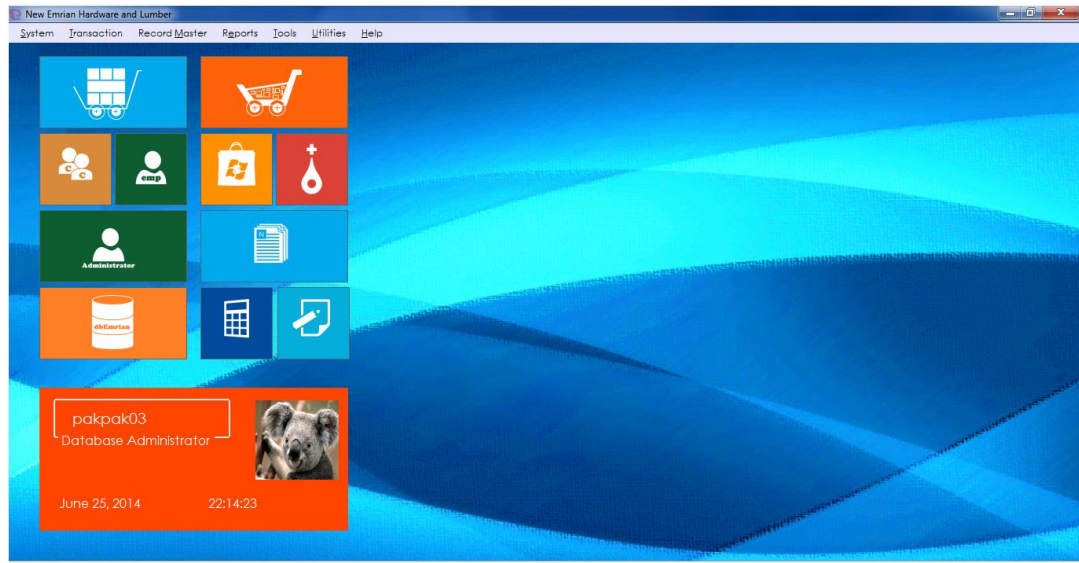 New Emrian Hardware and Lumber
System Transaction Record Master Reports Tools Utilities Help
C C
emp
Administrator
N
dbEmrian
pakpak03
Database Administrator
June 25, 2014 22:14:23